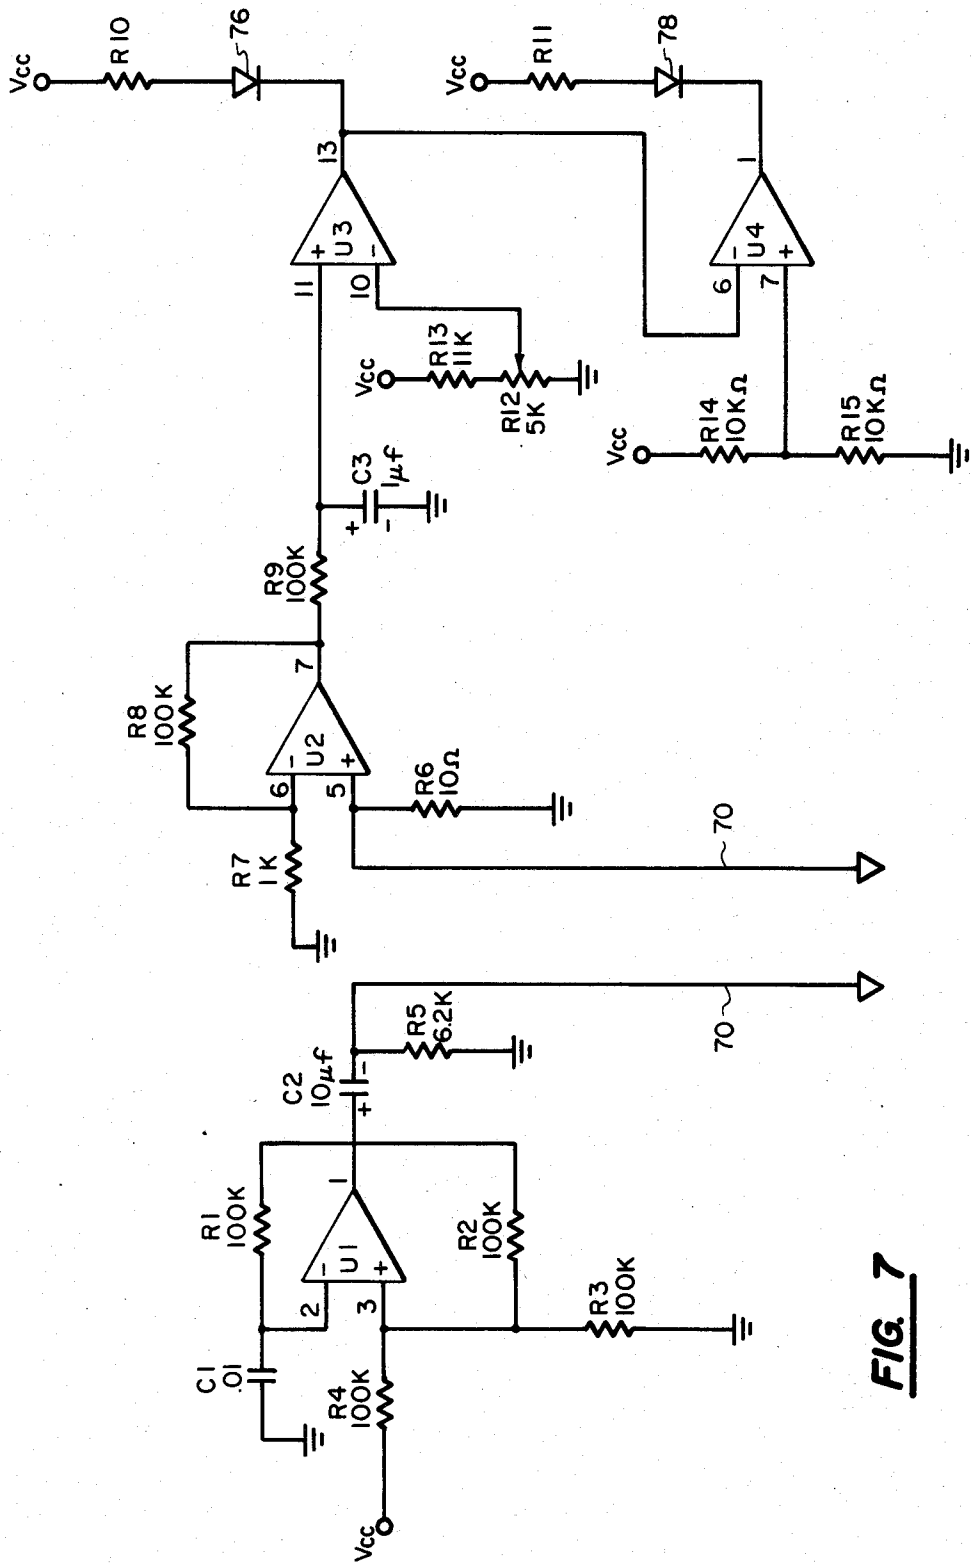 Vcc
R4
100K
C1
.01
2
3
-
+
U1
1
R1
100K
R2
100K
R3
100K
C2
10µf
+
-
R5
6.2K
70
70
R7
1K
6
5
-
+
U2
7
R8
100K
R6
10Ω
R9
100K
C3
1µf
+
-
Vcc
R13
11K
R12
5K
11
10
+
-
U3
13
Vcc
R10
76
Vcc
R14
10KΩ
R15
10KΩ
6
7
-
+
U4
1
Vcc
R11
78
FIG. 7